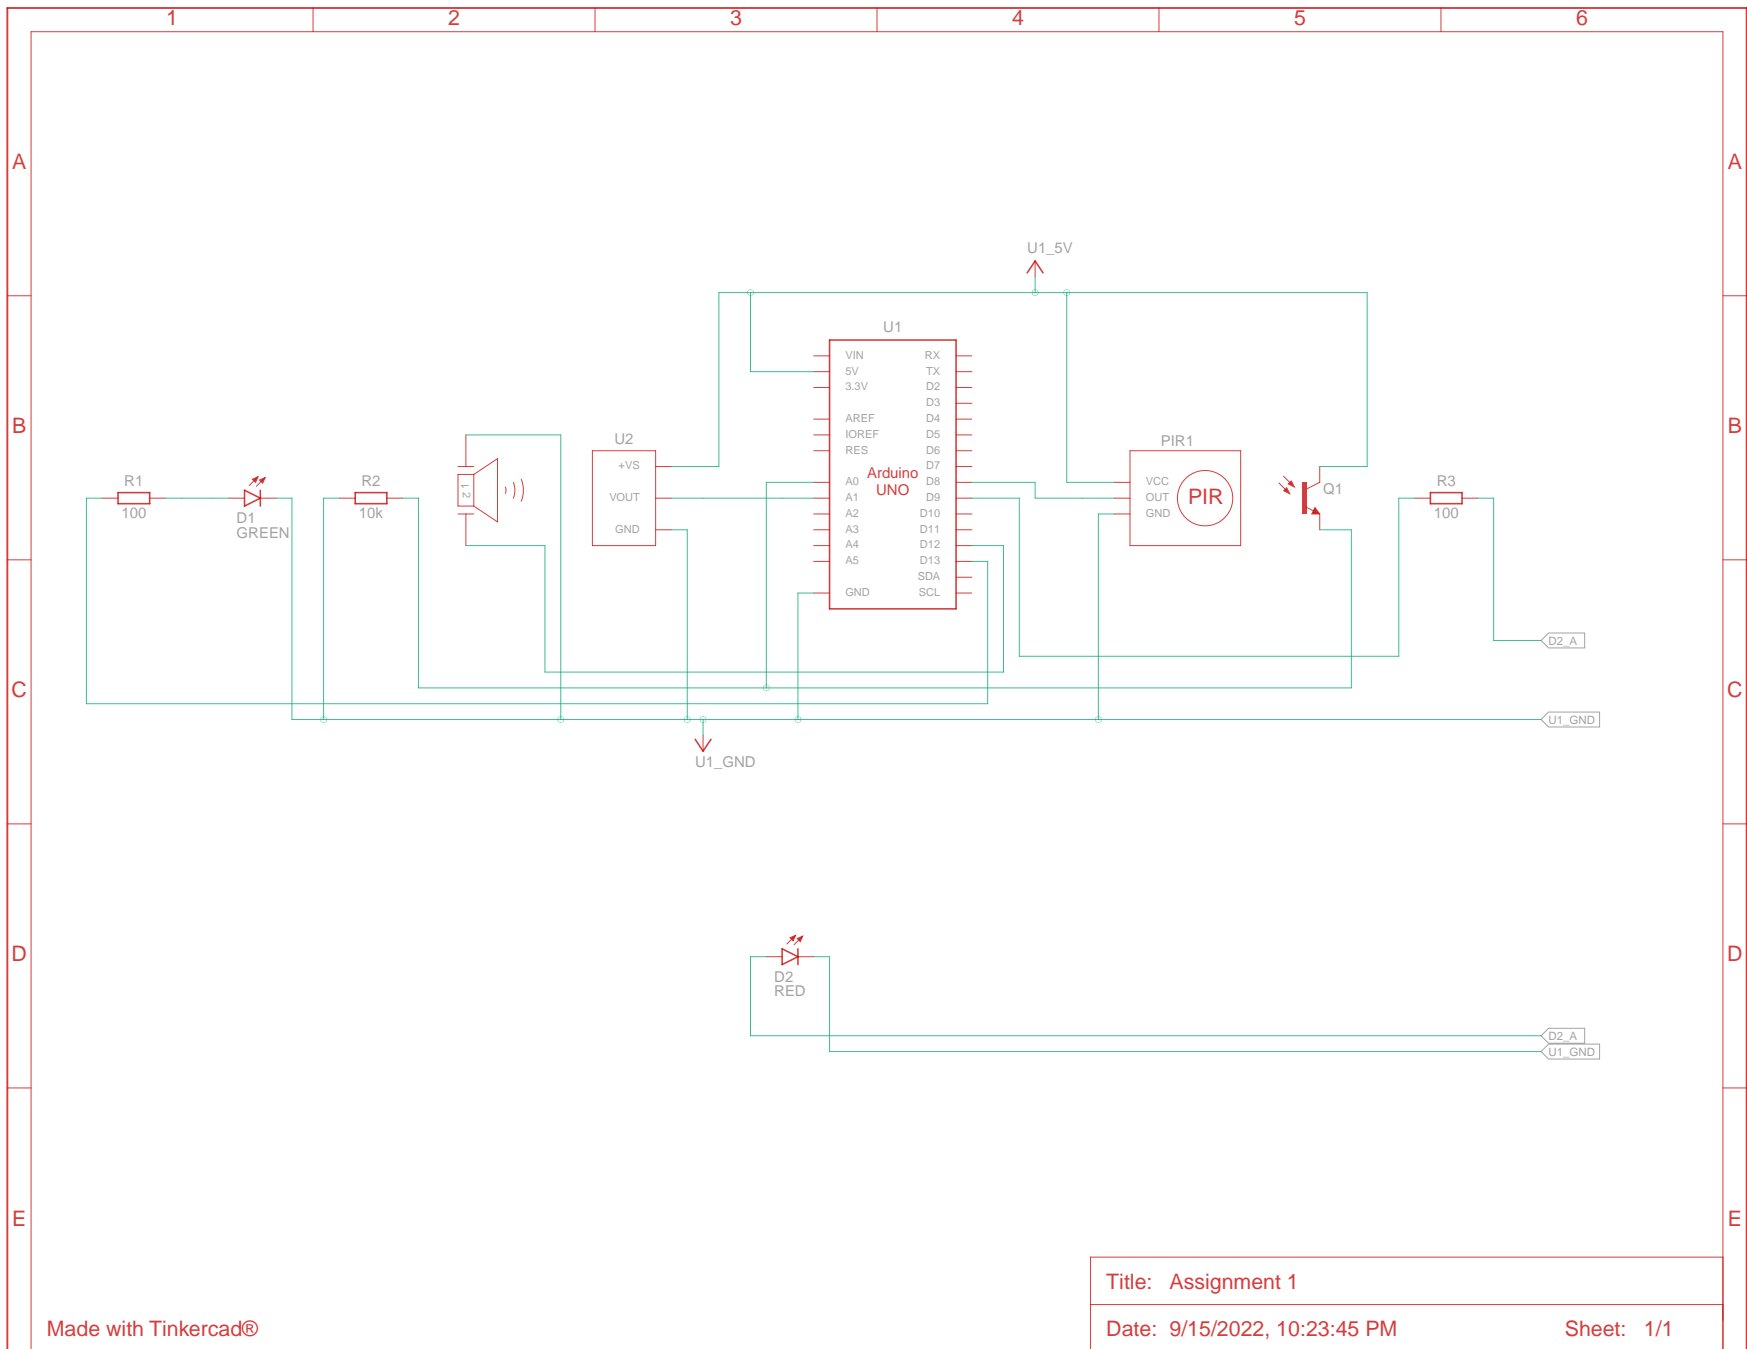 1 2 3 4 5 6
A A
U1_5V
U1
VIN RX
5V TX
3.3V D2
D3
AREF D4
IOREF D5
RES D6
D7
A0 D8
A1 D9
A2 D10
A3 D11
A4 D12
A5 D13
SDA
GND SCL
Arduino
UNO
B B
U2
+VS
VOUT
GND
PIR1
VCC
OUT
GND
PIR
R1
100
D1
GREEN
R2
10k
1 2
Q1
R3
100
D2_A
C C
U1_GND
U1_GND
D D
D2
RED
D2_A
U1_GND
E E
Title: Assignment 1
Made with Tinkercad®
Date: 9/15/2022, 10:23:45 PM Sheet: 1/1